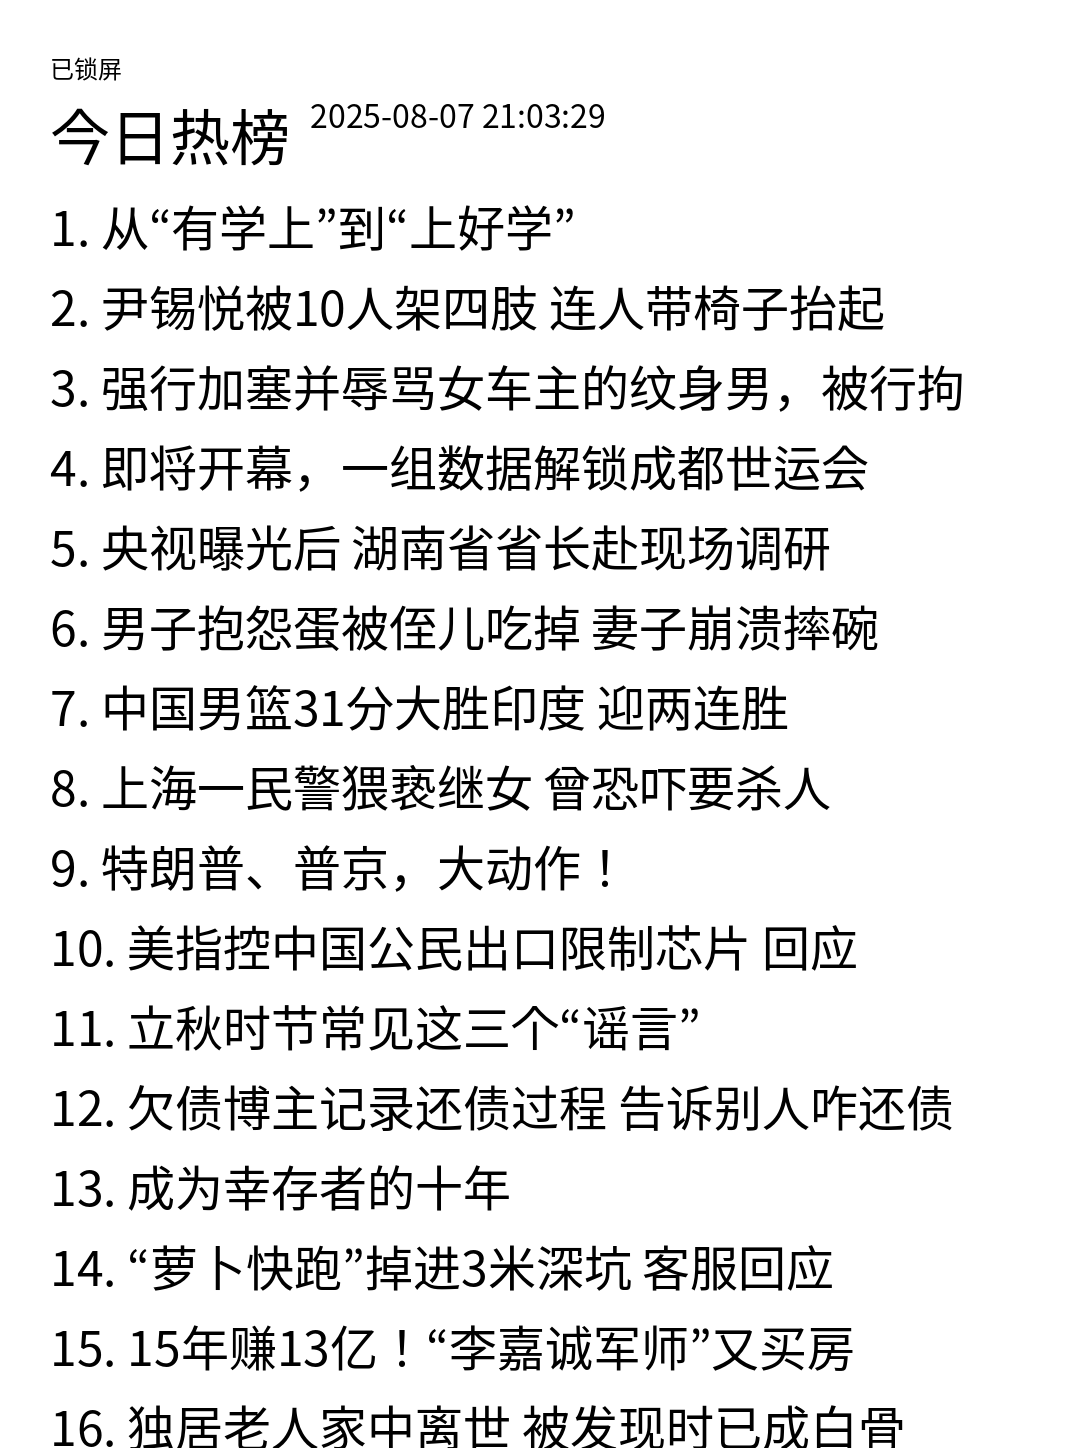 已锁屏
今日热榜 2025-08-07 21:03:29
1. 从“有学上”到“上好学”
2. 尹锡悦被10人架四肢 连人带椅子抬起
3. 强行加塞并辱骂女车主的纹身男，被行拘
4. 即将开幕，一组数据解锁成都世运会
5. 央视曝光后 湖南省省长赴现场调研
6. 男子抱怨蛋被侄儿吃掉 妻子崩溃摔碗
7. 中国男篮31分大胜印度 迎两连胜
8. 上海一民警猥亵继女 曾恐吓要杀人
9. 特朗普、普京，大动作！
10. 美指控中国公民出口限制芯片 回应
11. 立秋时节常见这三个“谣言”
12. 欠债博主记录还债过程 告诉别人咋还债
13. 成为幸存者的十年
14. “萝卜快跑”掉进3米深坑 客服回应
15. 15年赚13亿！“李嘉诚军师”又买房
16. 独居老人家中离世 被发现时已成白骨